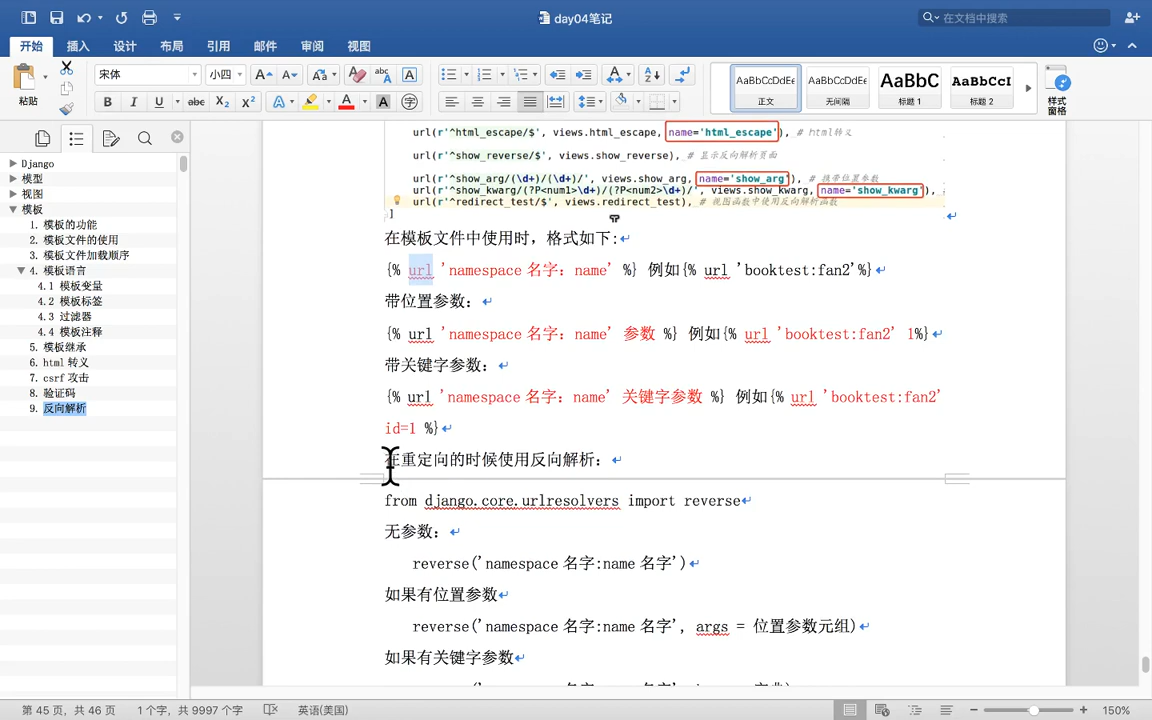 day04笔记
在文档中搜索
开始 插入 设计 布局 引用 邮件 审阅 视图
粘贴
宋体 小四
AaBbCcDdEe 正文
AaBbCcDdEe 无间隔
AaBbC 标题 1
AaBbCcI 标题 2
样式窗格
Django
模型
视图
模板
1. 模板的功能
2. 模板文件的使用
3. 模板文件加载顺序
4. 模板语言
4.1 模板变量
4.2 模板标签
4.3 过滤器
4.4 模板注释
5. 模板继承
6. html 转义
7. csrf 攻击
8. 验证码
9. 反向解析
url(r'^html_escape/$', views.html_escape, name='html_escape'), # html转义
url(r'^show_reverse/$', views.show_reverse), # 显示反向解析页面
url(r'^show_arg/(\d+)/(\d+)/', views.show_arg, name='show_arg'), # 携带位置参数
url(r'^show_kwarg/(?P<num1>\d+)/(?P<num2>\d+)/', views.show_kwarg, name='show_kwarg'),
url(r'^redirect_test/$', views.redirect_test), # 视图函数中使用反向解析函数
]
在模板文件中使用时，格式如下:
{% url 'namespace 名字：name' %} 例如{% url 'booktest:fan2'%}
带位置参数：
{% url 'namespace 名字：name' 参数 %} 例如{% url 'booktest:fan2' 1%}
带关键字参数：
{% url 'namespace 名字：name' 关键字参数 %} 例如{% url 'booktest:fan2'
id=1 %}
在重定向的时候使用反向解析：
from django.core.urlresolvers import reverse
无参数：
reverse('namespace 名字:name 名字')
如果有位置参数
reverse('namespace 名字:name 名字', args = 位置参数元组)
如果有关键字参数
第 45 页，共 46 页 1 个字，共 9997 个字 英语(美国) 150%